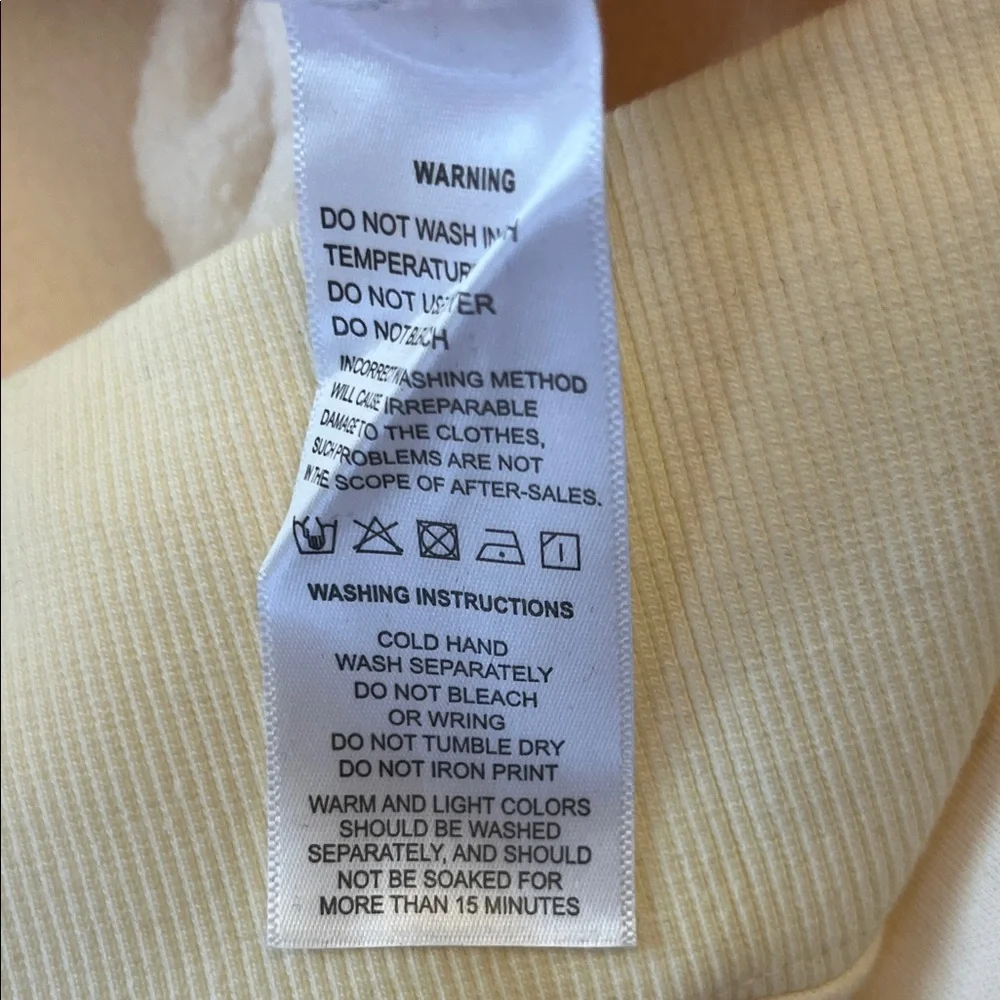 WARNING
DO NOT WASH IN
DO NOT
DO NOT BLEACH
INCORRECT WASHING METHOD
WILL CAUSE IRREPARABLE
DAMAGE TO THE CLOTHES,
SUCH PROBLEMS ARE NOT
IN THE SCOPE OF AFTER-SALES.
WASHING INSTRUCTIONS
COLD HAND
WASH SEPARATELY
DO NOT BLEACH
OR WRING
DO NOT TUMBLE DRY
DO NOT IRON PRINT
WARM AND LIGHT COLORS
SHOULD BE WASHED
SEPARATELY, AND SHOULD
NOT BE SOAKED FOR
MORE THAN 15 MINUTES